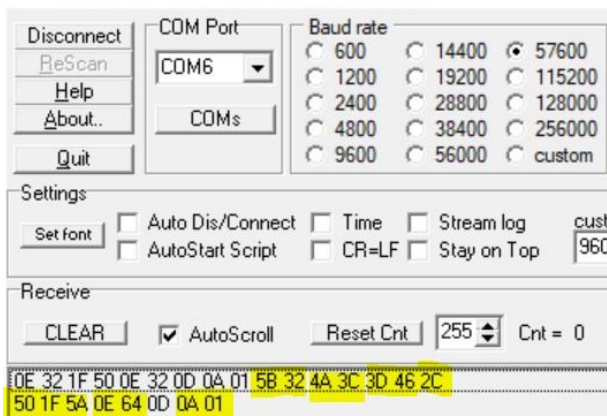 Disconnect
ReScan
Help
About..
Quit
COM Port
COM6
COMs
Baud rate
600 14400 57600
1200 19200 115200
2400 28800 128000
4800 38400 256000
9600 56000 custom
Settings
Set font
Auto Dis/Connect Time Stream log
AutoStart Script CR=LF Stay on Top
cust
960
Receive
CLEAR AutoScroll Reset Cnt 255 Cnt = 0
0E 32 1F 50 0E 32 0D 0A 01 5B 32 4A 3C 3D 46 2C
50 1F 5A 0E 64 0D 0A 01